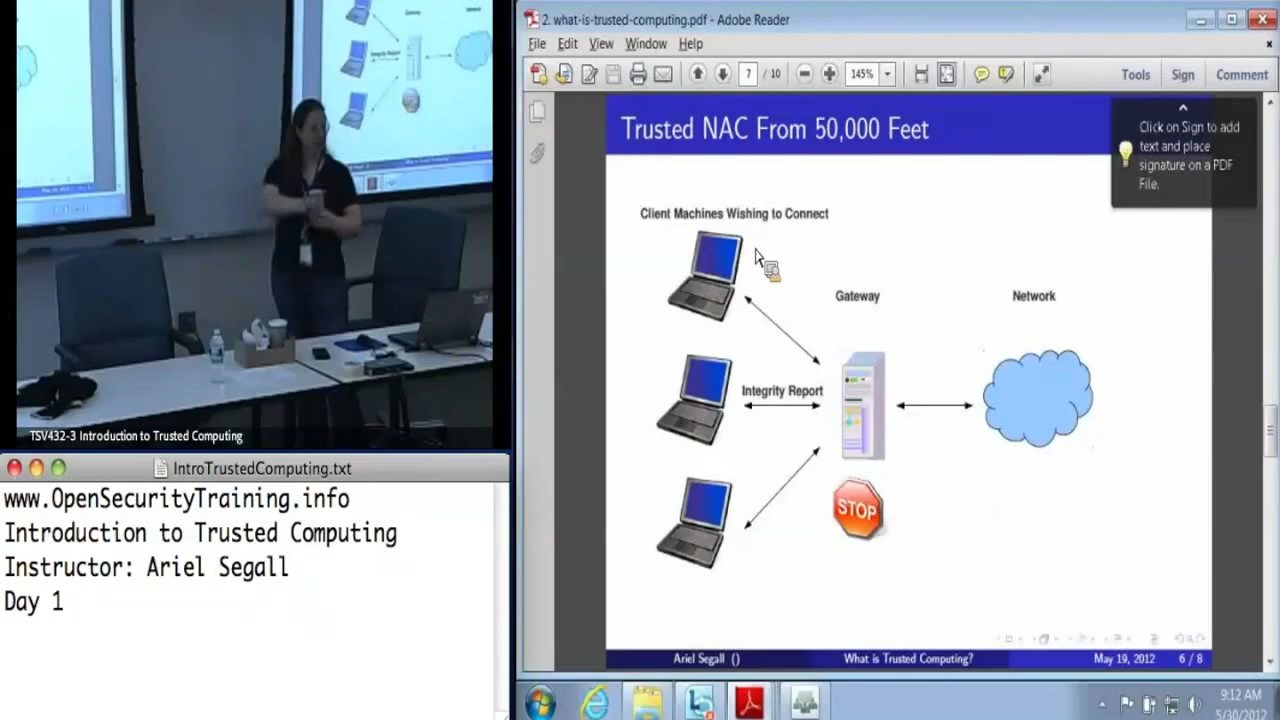 Integrity Report
TSV432-3 Introduction to Trusted Computing
IntroTrustedComputing.txt
www.OpenSecurityTraining.info
Introduction to Trusted Computing
Instructor: Ariel Segall
Day 1
2. what-is-trusted-computing.pdf - Adobe Reader
File Edit View Window Help
7 / 10 145% Tools Sign Comment
Click on Sign to add
text and place
signature on a PDF
File.
Trusted NAC From 50,000 Feet
Client Machines Wishing to Connect
Gateway
Network
Integrity Report
STOP
Ariel Segall () What is Trusted Computing? May 19, 2012 6 / 8
9:12 AM
5/30/2012